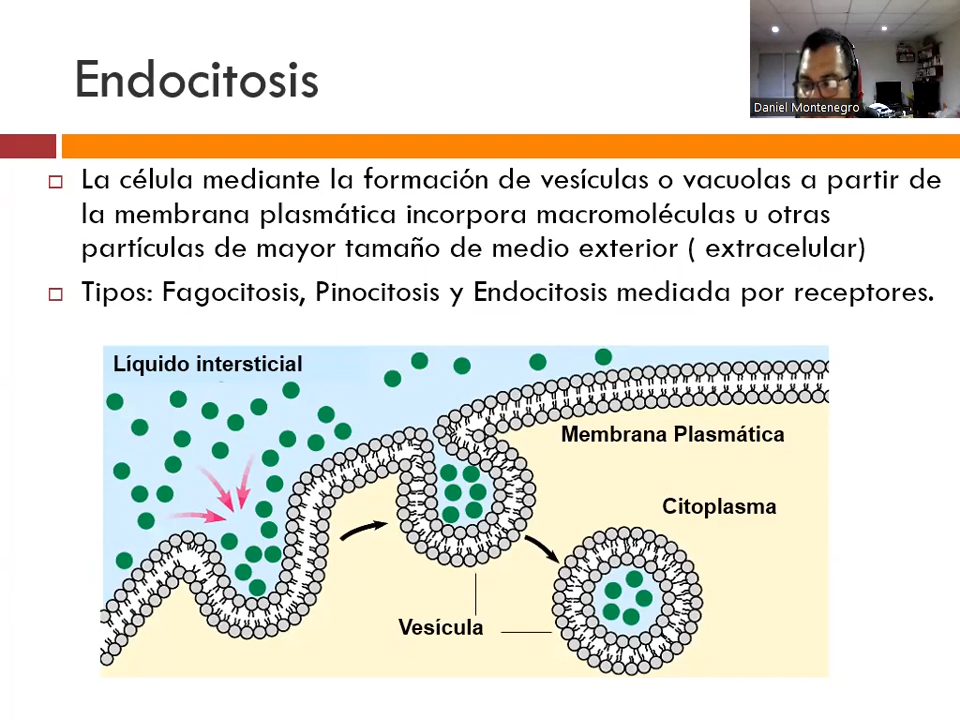 Endocitosis
Daniel Montenegro
La célula mediante la formación de vesículas o vacuolas a partir de
la membrana plasmática incorpora macromoléculas u otras
partículas de mayor tamaño de medio exterior ( extracelular)
Tipos: Fagocitosis, Pinocitosis y Endocitosis mediada por receptores.
Líquido intersticial
Membrana Plasmática
Citoplasma
Vesícula